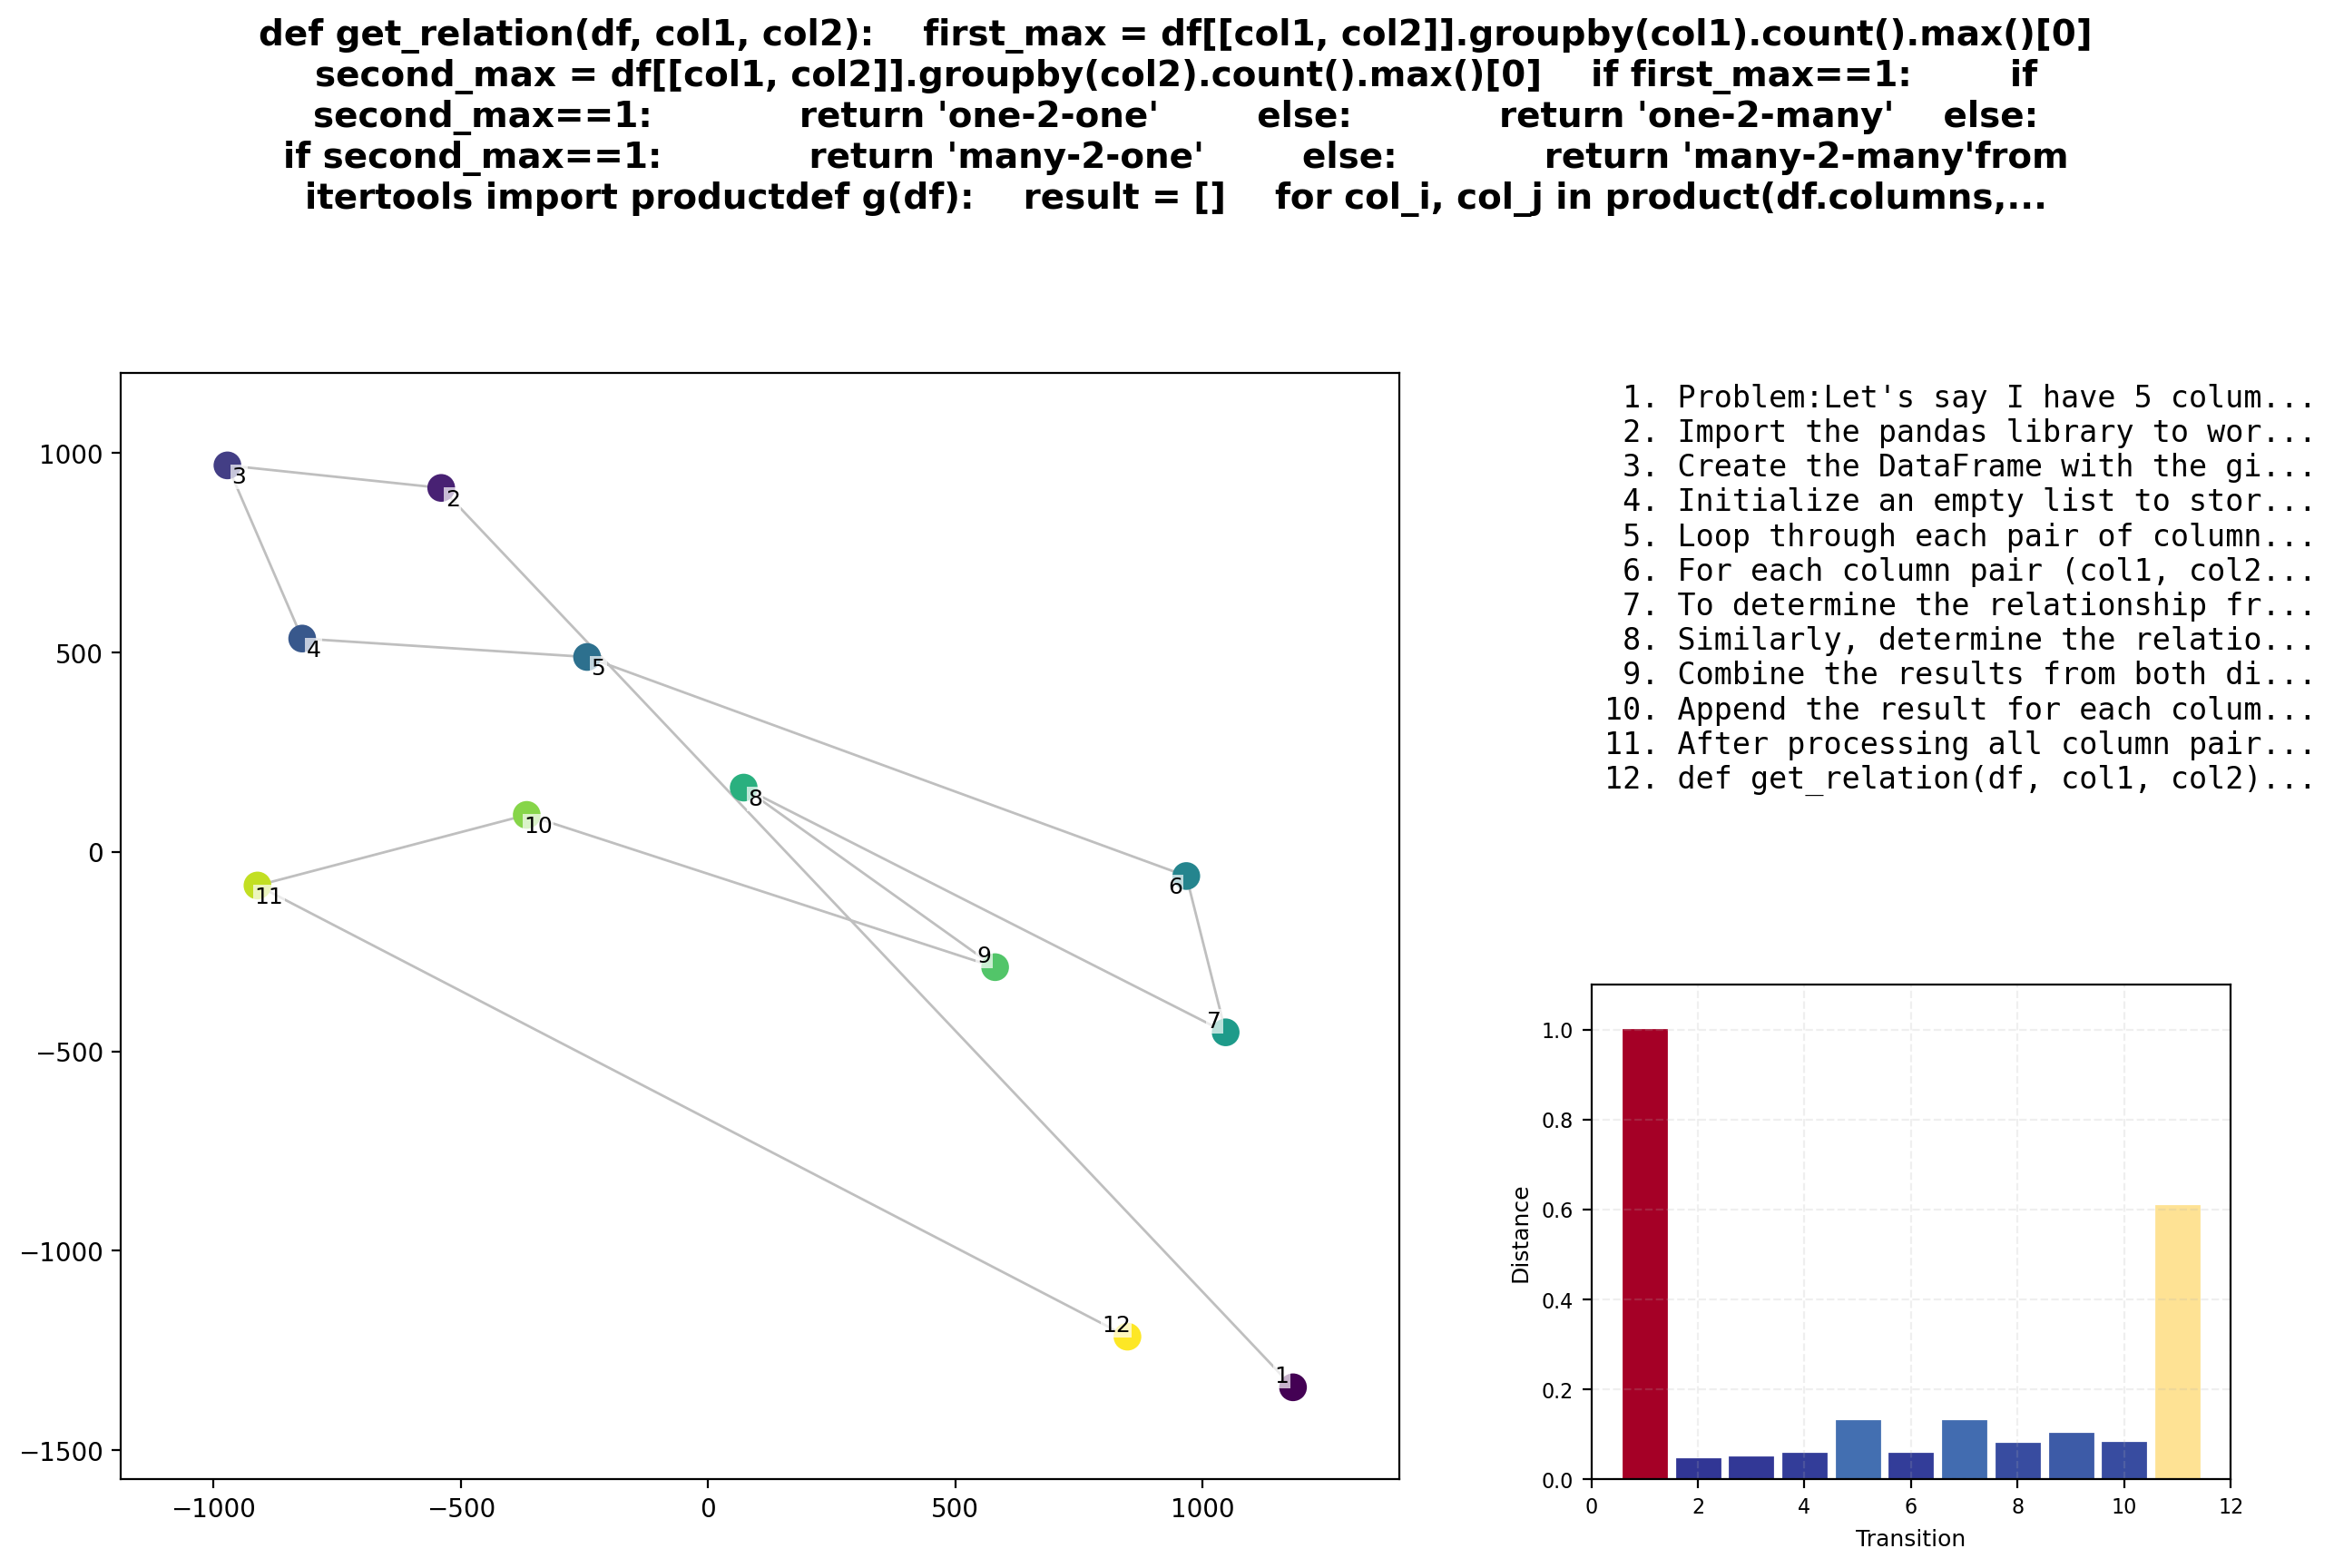 def get_relation(df, col1, col2):    first_max = df[[col1, col2]].groupby(col1).count().max()[0]
second_max = df[[col1, col2]].groupby(col2).count().max()[0]    if first_max==1:        if
second_max==1:            return 'one-2-one'        else:            return 'one-2-many'    else:
if second_max==1:            return 'many-2-one'        else:            return 'many-2-many'from
itertools import productdef g(df):    result = []    for col_i, col_j in product(df.columns,...
1000
500
0
−500
−1000
−1500
−1000
−500
0
500
1000
3
2
4
5
8
10
6
11
9
7
12
1
1. Problem:Let's say I have 5 colum...
2. Import the pandas library to wor...
3. Create the DataFrame with the gi...
4. Initialize an empty list to stor...
5. Loop through each pair of column...
6. For each column pair (col1, col2...
7. To determine the relationship fr...
8. Similarly, determine the relatio...
9. Combine the results from both di...
10. Append the result for each colum...
11. After processing all column pair...
12. def get_relation(df, col1, col2)...
Distance
1.0
0.8
0.6
0.4
0.2
0.0
0
2
4
6
8
10
12
Transition